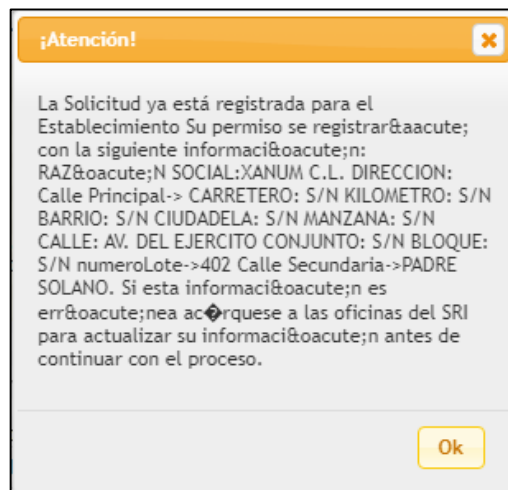 ¡Atención!
La Solicitud ya está registrada para el
Establecimiento Su permiso se registrar&aacute;
con la siguiente informaci&oacute;n:
RAZ&oacute;N SOCIAL:XANUM C.L. DIRECCION:
Calle Principal-> CARRETERO: S/N KILOMETRO: S/N
BARRIO: S/N CIUDADELA: S/N MANZANA: S/N
CALLE: AV. DEL EJERCITO CONJUNTO: S/N BLOQUE:
S/N numeroLote->402 Calle Secundaria->PADRE
SOLANO. Si esta informaci&oacute;n es
err&oacute;nea ac�rquese a las oficinas del SRI
para actualizar su informaci&oacute;n antes de
continuar con el proceso.
Ok